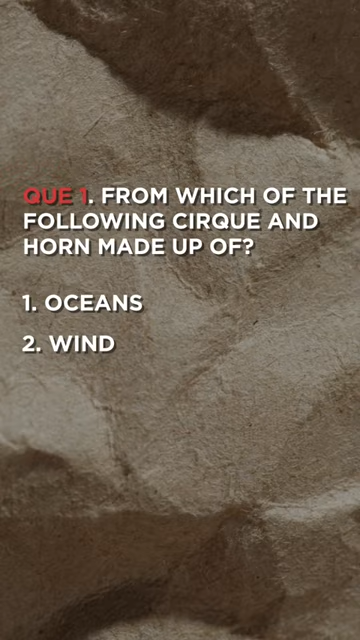 QUE 1. FROM WHICH OF THE
FOLLOWING CIRQUE AND
HORN MADE UP OF?
1. OCEANS
2. WIND